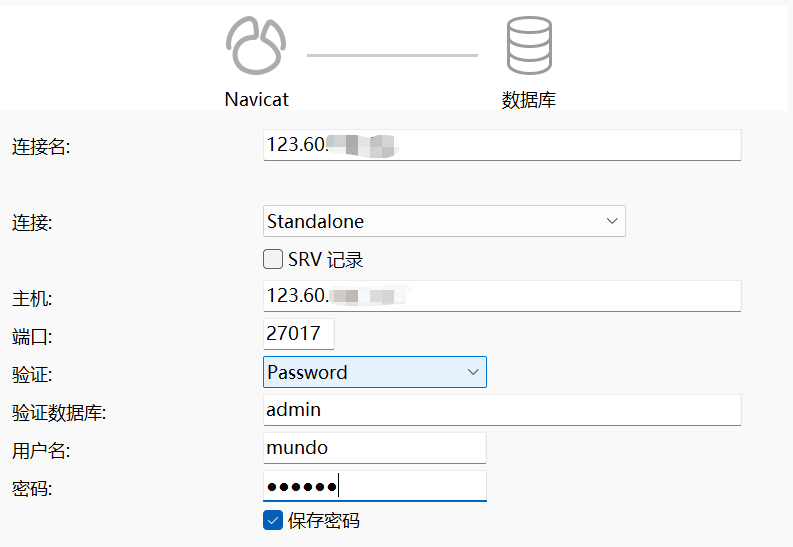 Navicat
数据库
连接名:
123.60.
连接:
Standalone
SRV 记录
主机:
123.60.
端口:
27017
验证:
Password
验证数据库:
admin
用户名:
mundo
密码:
●●●●●●
保存密码